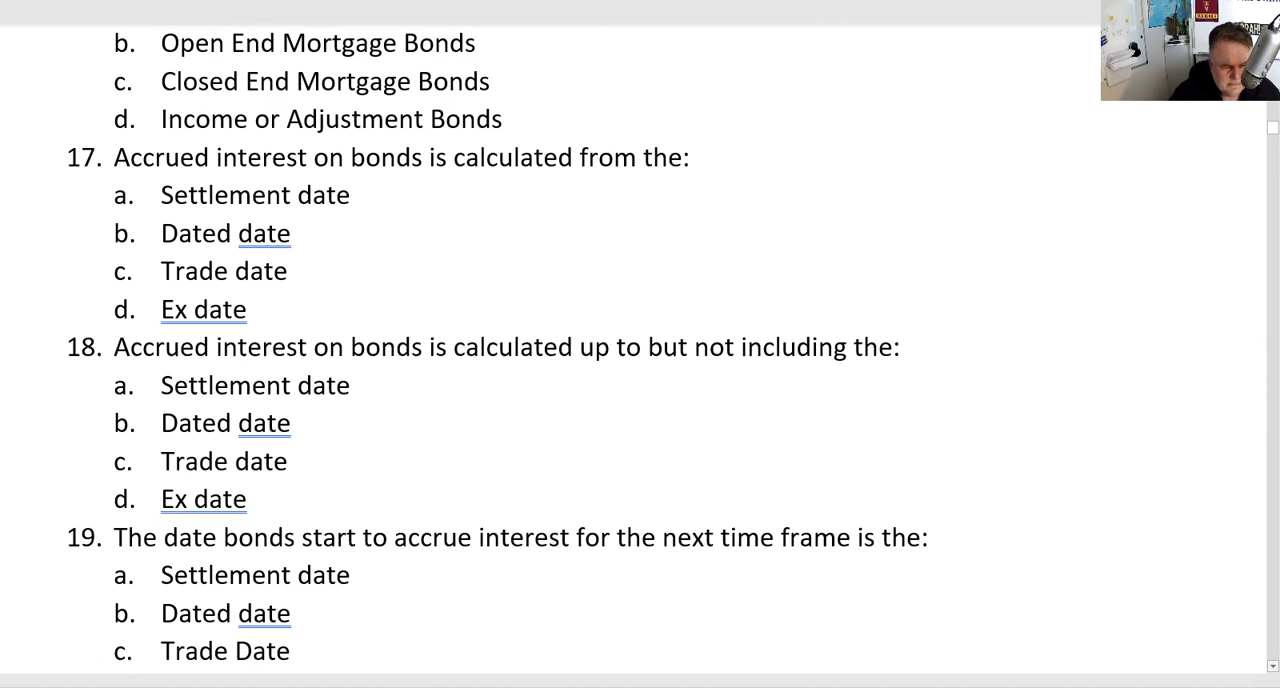 b. Open End Mortgage Bonds
c. Closed End Mortgage Bonds
d. Income or Adjustment Bonds
17. Accrued interest on bonds is calculated from the:
a. Settlement date
b. Dated date
c. Trade date
d. Ex date
18. Accrued interest on bonds is calculated up to but not including the:
a. Settlement date
b. Dated date
c. Trade date
d. Ex date
19. The date bonds start to accrue interest for the next time frame is the:
a. Settlement date
b. Dated date
c. Trade Date